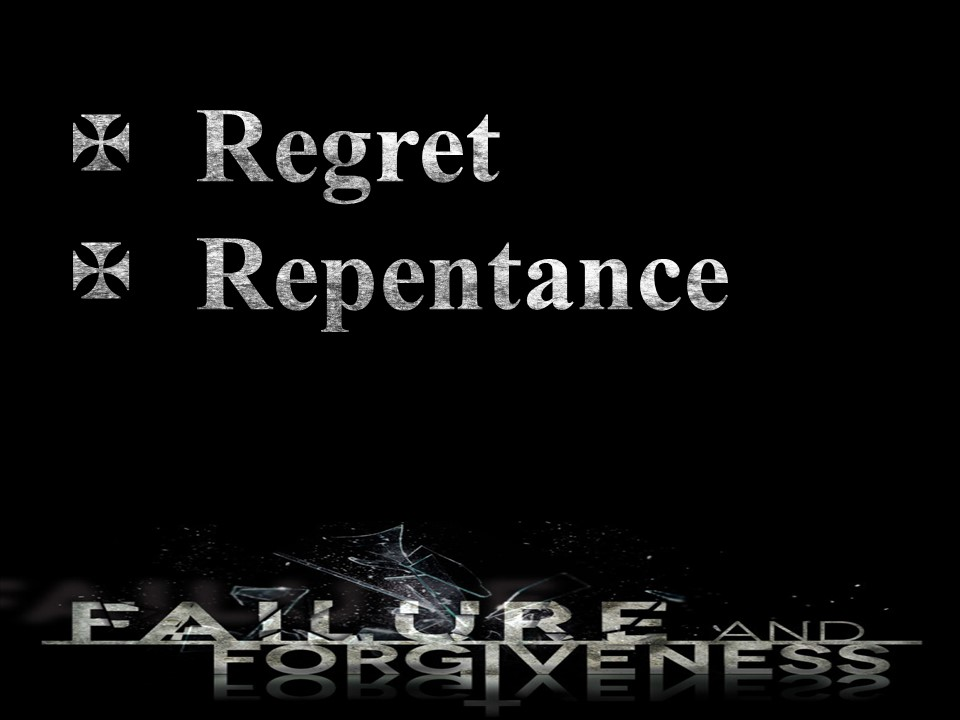 ✠ Regret
✠ Repentance
FAILURE AND
FORGIVENESS